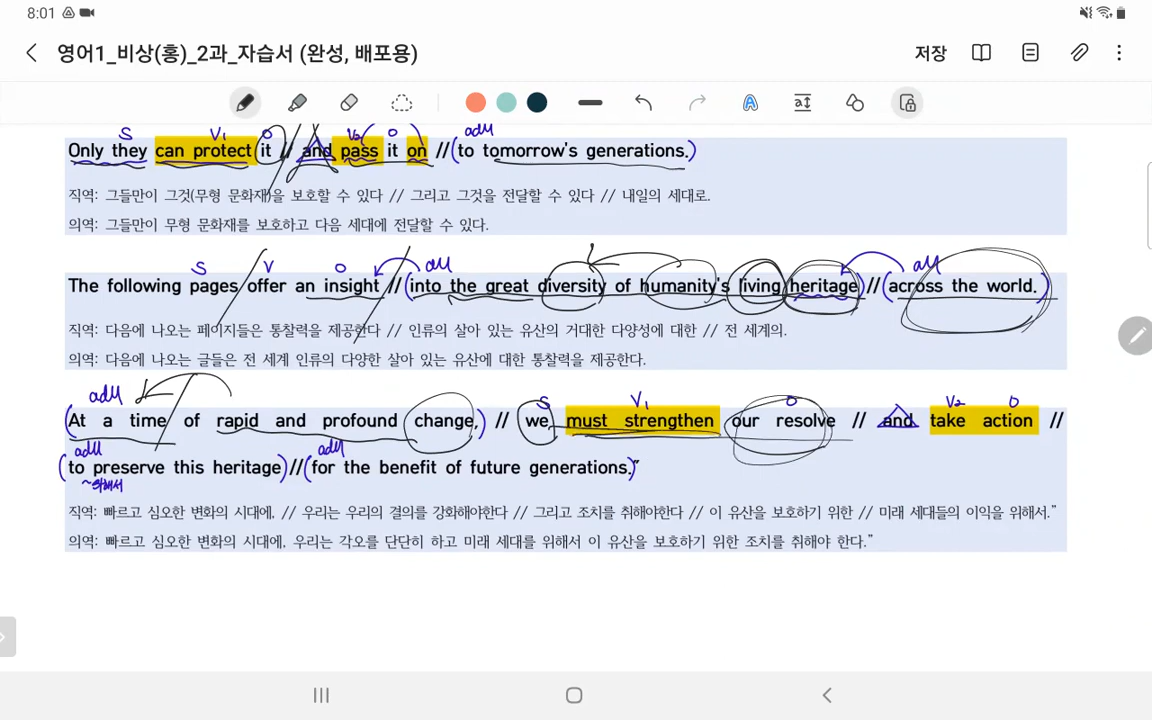 8:01
영어1_비상(홍)_2과_자습서 (완성, 배포용)
저장
S V1 O V2 O adV
Only they can protect it // and pass it on // (to tomorrow's generations.)
직역: 그들만이 그것(무형 문화재)을 보호할 수 있다 // 그리고 그것을 전달할 수 있다 // 내일의 세대로.
의역: 그들만이 무형 문화재를 보호하고 다음 세대에 전달할 수 있다.
S V O
The following pages offer an insight // (into the great diversity of humanity's living heritage) // (across the world.)
직역: 다음에 나오는 페이지들은 통찰력을 제공한다 // 인류의 살아 있는 유산의 거대한 다양성에 대한 // 전 세계의.
의역: 다음에 나오는 글들은 전 세계 인류의 다양한 살아 있는 유산에 대한 통찰력을 제공한다.
adV S V1 O V2 O
(At a time of rapid and profound change,) // we must strengthen our resolve // and take action //
adV adV
(to preserve this heritage) // (for the benefit of future generations.)"
~위해서
직역: 빠르고 심오한 변화의 시대에, // 우리는 우리의 결의를 강화해야한다 // 그리고 조치를 취해야한다 // 이 유산을 보호하기 위한 // 미래 세대들의 이익을 위해서."
의역: 빠르고 심오한 변화의 시대에, 우리는 각오를 단단히 하고 미래 세대를 위해서 이 유산을 보호하기 위한 조치를 취해야 한다."